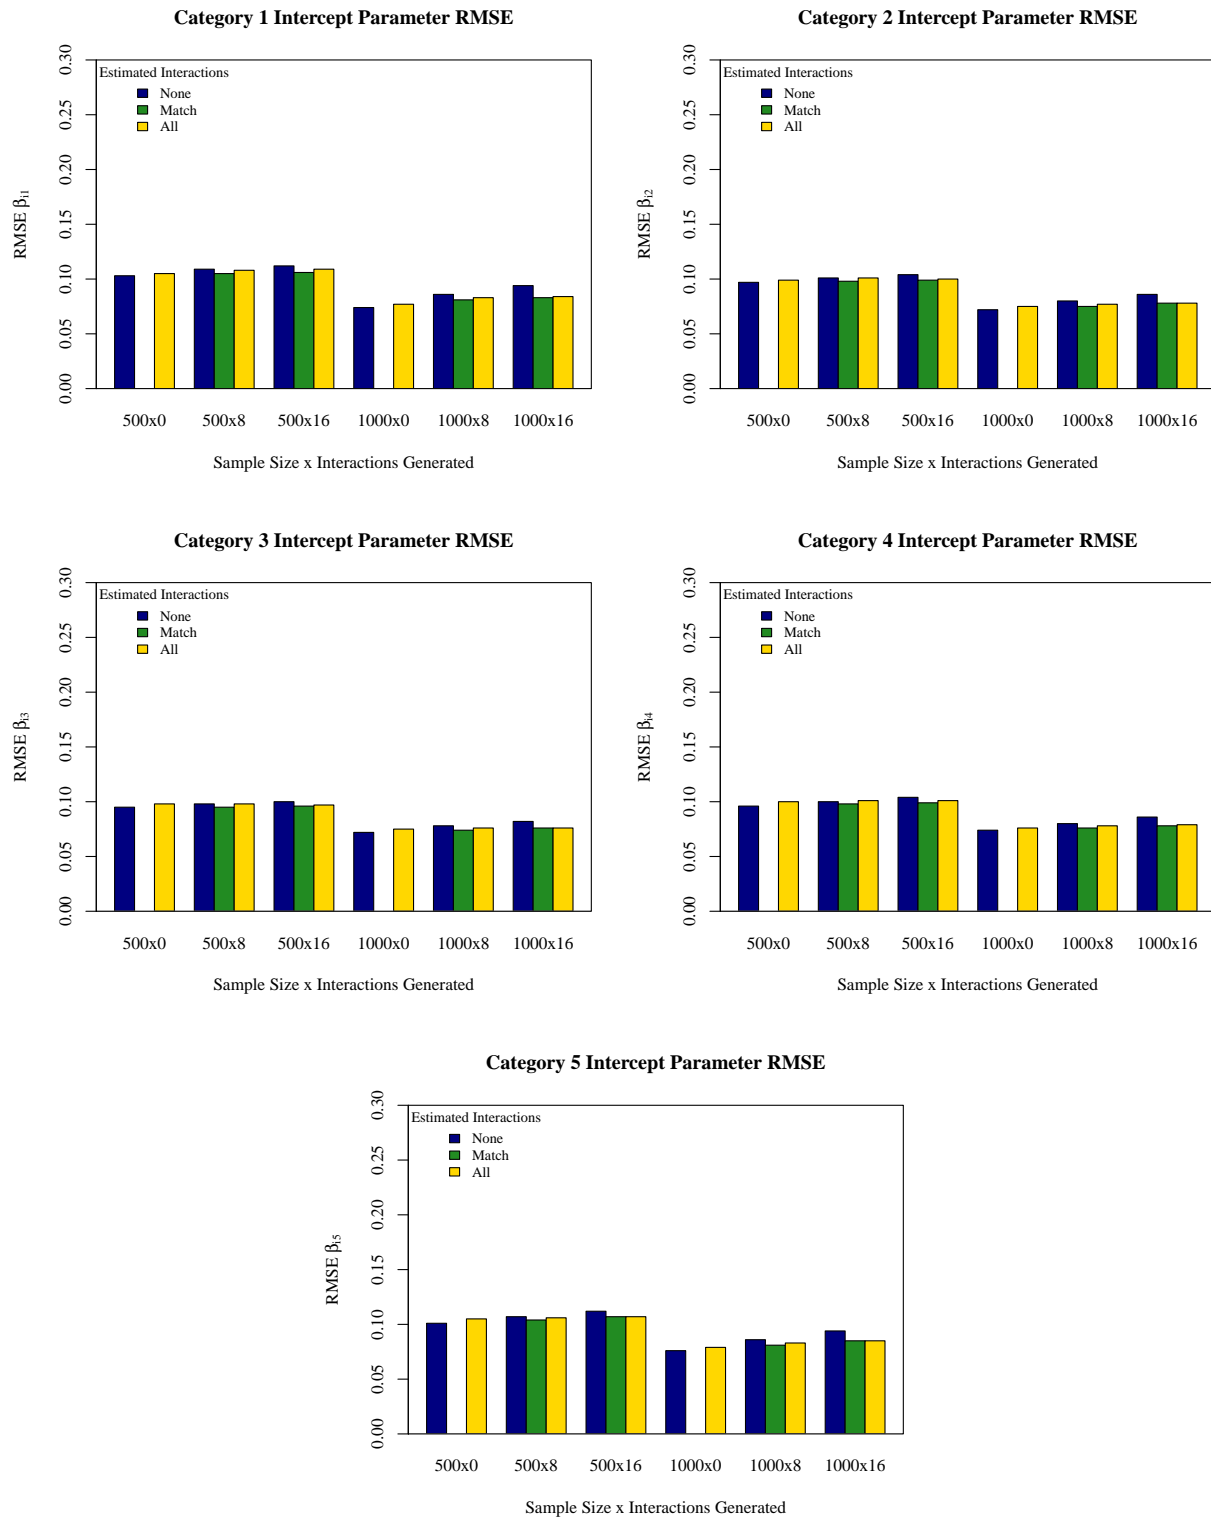 Category 1 Intercept Parameter RMSE
RMSE βi1
0.30
0.25
0.20
0.15
0.10
0.05
0.00
Estimated Interactions
None
Match
All
500x0 500x8 500x16 1000x0 1000x8 1000x16
Sample Size x Interactions Generated
Category 2 Intercept Parameter RMSE
RMSE βi2
0.30
0.25
0.20
0.15
0.10
0.05
0.00
Estimated Interactions
None
Match
All
500x0 500x8 500x16 1000x0 1000x8 1000x16
Sample Size x Interactions Generated
Category 3 Intercept Parameter RMSE
RMSE βi3
0.30
0.25
0.20
0.15
0.10
0.05
0.00
Estimated Interactions
None
Match
All
500x0 500x8 500x16 1000x0 1000x8 1000x16
Sample Size x Interactions Generated
Category 4 Intercept Parameter RMSE
RMSE βi4
0.30
0.25
0.20
0.15
0.10
0.05
0.00
Estimated Interactions
None
Match
All
500x0 500x8 500x16 1000x0 1000x8 1000x16
Sample Size x Interactions Generated
Category 5 Intercept Parameter RMSE
RMSE βi5
0.30
0.25
0.20
0.15
0.10
0.05
0.00
Estimated Interactions
None
Match
All
500x0 500x8 500x16 1000x0 1000x8 1000x16
Sample Size x Interactions Generated